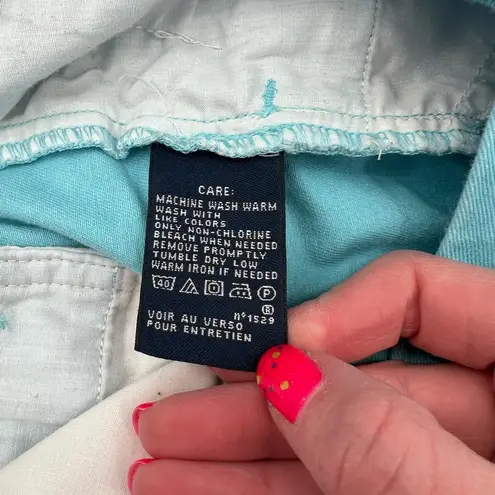 CARE:
MACHINE WASH WARM
WASH WITH
LIKE COLORS
ONLY NON-CHLORINE
BLEACH WHEN NEEDED
REMOVE PROMPTLY
TUMBLE DRY LOW
WARM IRON IF NEEDED
40 P
R
nº1529
VOIR AU VERSO
POUR ENTRETIEN